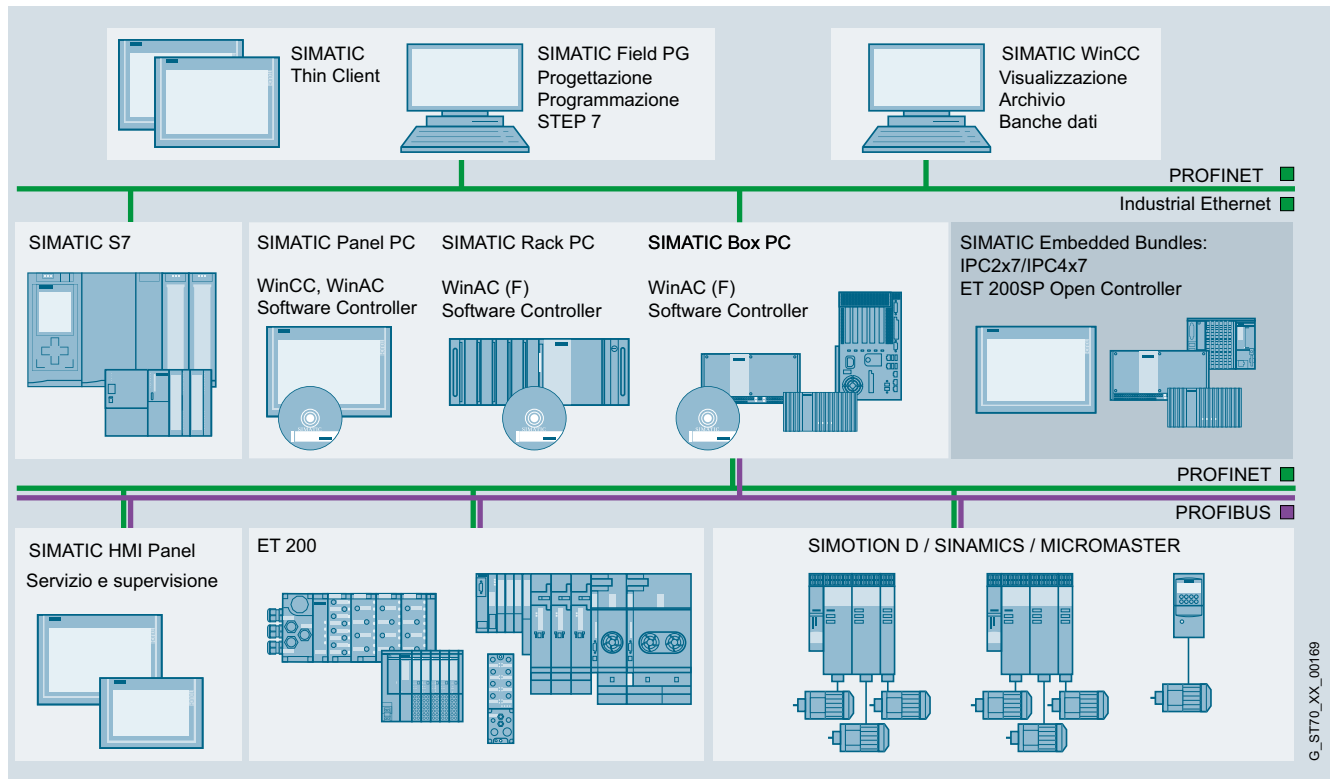 SIMATIC
Thin Client
SIMATIC Field PG
Progettazione
Programmazione
STEP 7
SIMATIC WinCC
Visualizzazione
Archivio
Banche dati
PROFINET
Industrial Ethernet
SIMATIC S7
SIMATIC Panel PC
WinCC, WinAC
Software Controller
SIMATIC Rack PC
WinAC (F)
Software Controller
SIMATIC Box PC
WinAC (F)
Software Controller
SIMATIC Embedded Bundles:
IPC2x7/IPC4x7
ET 200SP Open Controller
PROFINET
PROFIBUS
SIMATIC HMI Panel
Servizio e supervisione
ET 200
SIMOTION D / SINAMICS / MICROMASTER
G_ST70_XX_00169